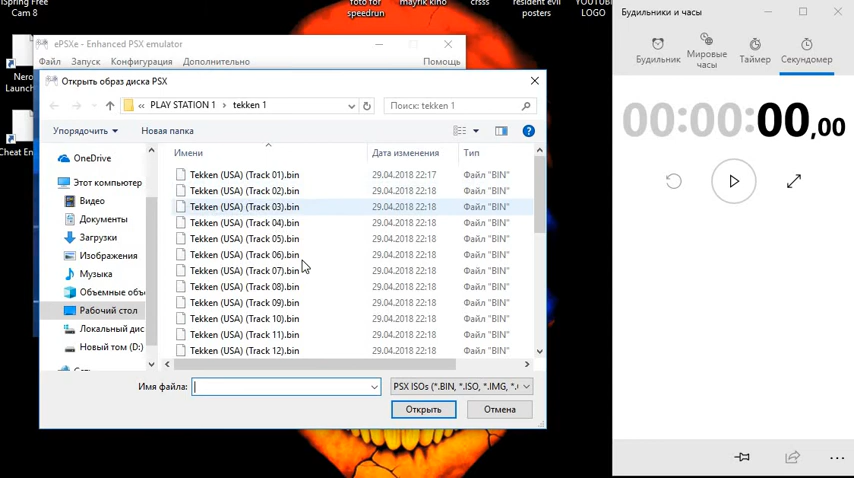 iSpring Free
Cam 8
foto for
speedrun
mayrik kino
crsss
resident evil
posters
YOUTUB
LOGO
Nero
Launch
Cheat En
ePSXe - Enhanced PSX emulator
Файл Запуск Конфигурация Дополнительно Помощь
Открыть образ диска PSX
« PLAY STATION 1 › tekken 1
Поиск: tekken 1
Упорядочить Новая папка
OneDrive
Этот компьютер
Видео
Документы
Загрузки
Изображения
Музыка
Объемные объ
Рабочий стол
Локальный дис
Новый том (D:)
Сеть
Имени Дата изменения Тип
Tekken (USA) (Track 01).bin 29.04.2018 22:17 Файл "BIN"
Tekken (USA) (Track 02).bin 29.04.2018 22:18 Файл "BIN"
Tekken (USA) (Track 03).bin 29.04.2018 22:18 Файл "BIN"
Tekken (USA) (Track 04).bin 29.04.2018 22:18 Файл "BIN"
Tekken (USA) (Track 05).bin 29.04.2018 22:18 Файл "BIN"
Tekken (USA) (Track 06).bin 29.04.2018 22:18 Файл "BIN"
Tekken (USA) (Track 07).bin 29.04.2018 22:18 Файл "BIN"
Tekken (USA) (Track 08).bin 29.04.2018 22:18 Файл "BIN"
Tekken (USA) (Track 09).bin 29.04.2018 22:18 Файл "BIN"
Tekken (USA) (Track 10).bin 29.04.2018 22:18 Файл "BIN"
Tekken (USA) (Track 11).bin 29.04.2018 22:18 Файл "BIN"
Tekken (USA) (Track 12).bin 29.04.2018 22:18 Файл "BIN"
Имя файла:
PSX ISOs (*.BIN, *.ISO, *.IMG, *.
Открыть Отмена
Будильники и часы
Будильник
Мировые
часы
Таймер
Секундомер
00:00:00,00